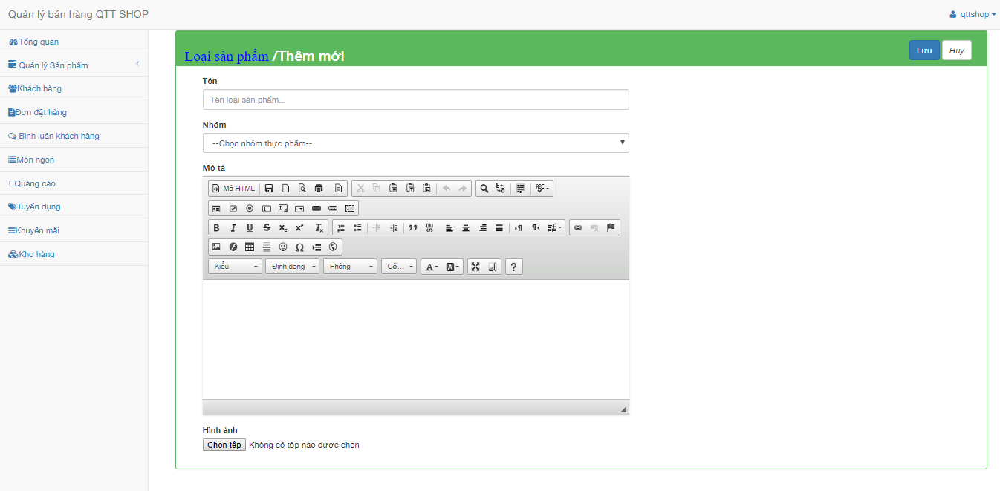 Quản lý bán hàng QTT SHOP
qttshop
Tổng quan
Quản lý Sản phẩm
Khách hàng
Đơn đặt hàng
Bình luận khách hàng
Món ngon
Quảng cáo
Tuyển dụng
Khuyến mãi
Kho hàng
Loại sản phẩm /Thêm mới
Lưu
Hủy
Tên
Tên loại sản phẩm...
Nhóm
--Chọn nhóm thực phẩm--
Mô tả
Mã HTML
Kiểu
Định dạng
Phông
Cỡ...
Hình ảnh
Chọn tệp Không có tệp nào được chọn